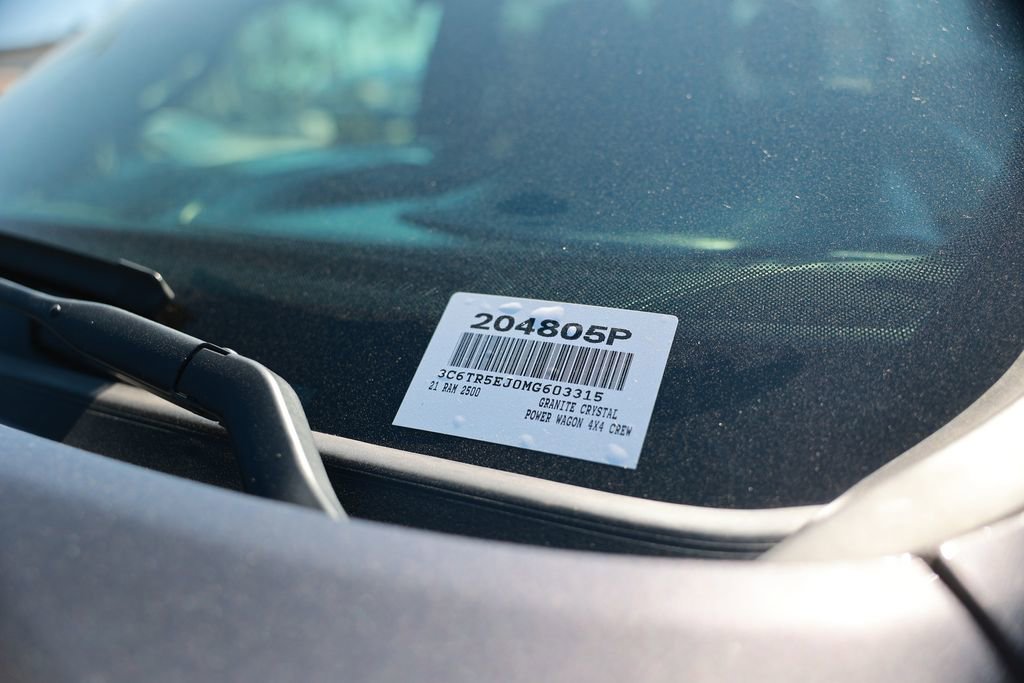 204805P
3C6TR5EJ0MG603315
21 RAM 2500
GRANITE CRYSTAL
POWER WAGON 4X4 CREW